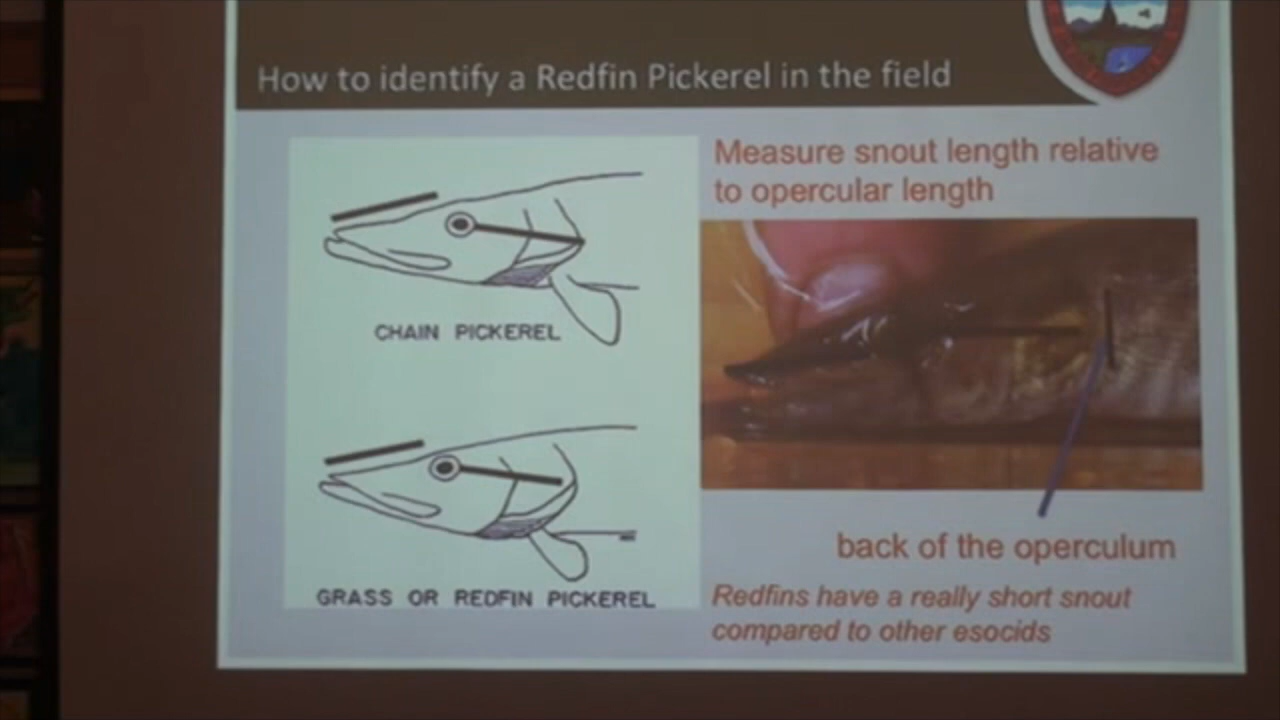 How to identify a Redfin Pickerel in the field
Measure snout length relative
to opercular length
CHAIN PICKEREL
GRASS OR REDFIN PICKEREL
back of the operculum
Redfins have a really short snout
compared to other esocids